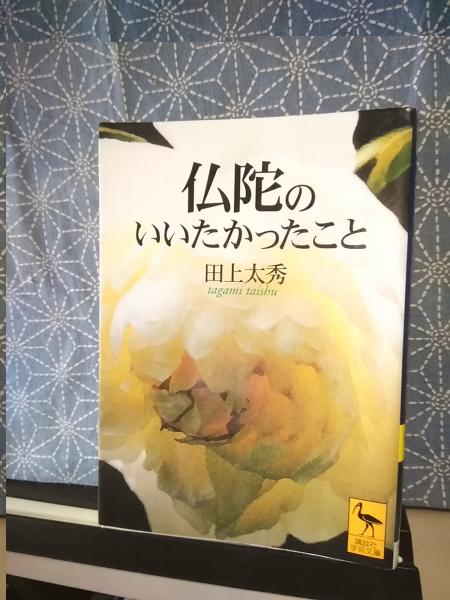 仏陀の
いいたかったこと
田上太秀
tagami taishu
講談社
学術文庫